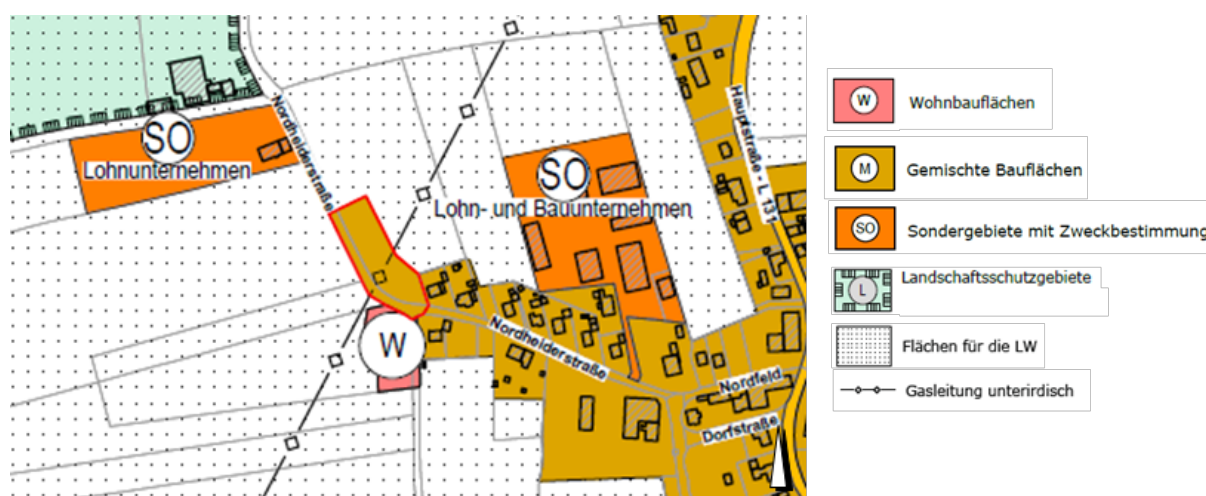 SO
Lohnunternehmen
Nordheiderstraße
SO
Lohn- und Bauunternehmen
Hauptstraße - L 131
W
Nordheiderstraße
Nordfeld
Dorfstraße
W Wohnbauflächen
M Gemischte Bauflächen
SO Sondergebiete mit Zweckbestimmung
L Landschaftsschutzgebiete
Flächen für die LW
Gasleitung unterirdisch